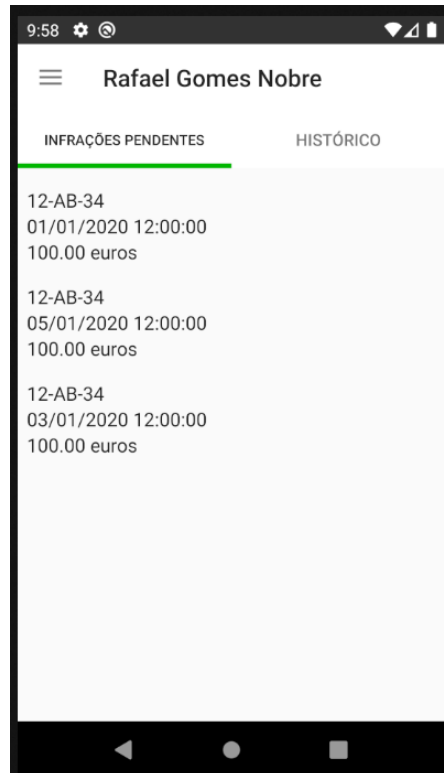 9:58
Rafael Gomes Nobre
INFRAÇÕES PENDENTES HISTÓRICO
12-AB-34
01/01/2020 12:00:00
100.00 euros
12-AB-34
05/01/2020 12:00:00
100.00 euros
12-AB-34
03/01/2020 12:00:00
100.00 euros